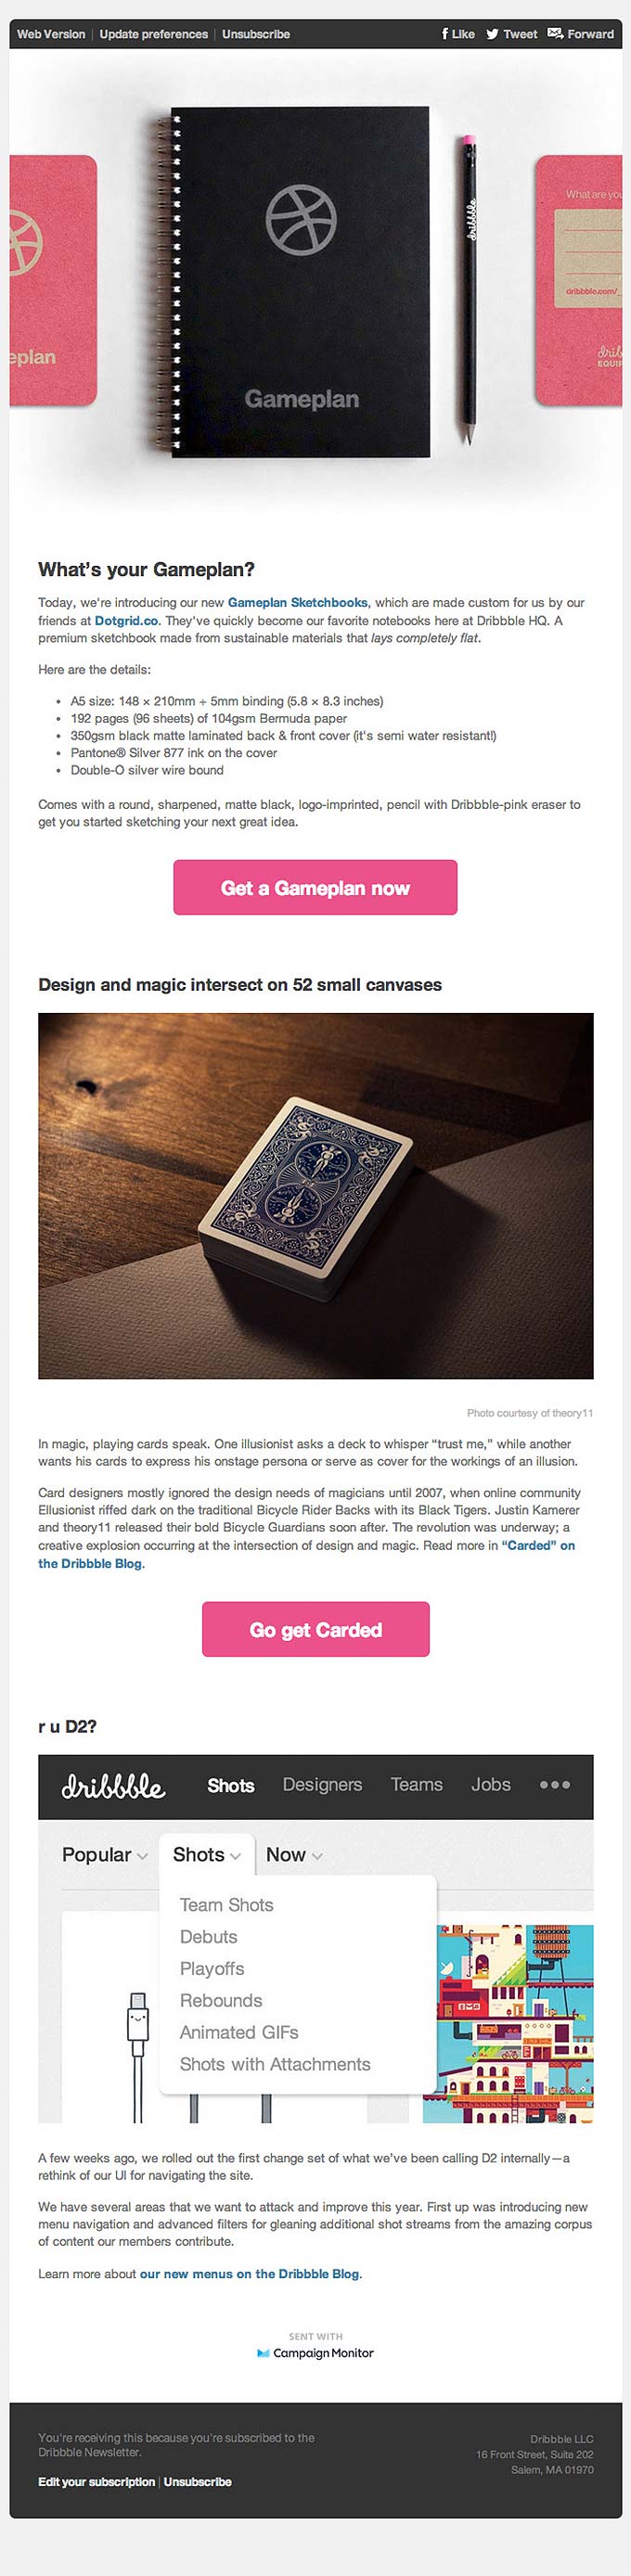 Web Version | Update preferences | Unsubscribe
Like Tweet Forward
Gameplan
dribbble
eplan
What are you
dribbble.com/_
drib
EQUIP
What's your Gameplan?
Today, we're introducing our new Gameplan Sketchbooks, which are made custom for us by our
friends at Dotgrid.co. They've quickly become our favorite notebooks here at Dribbble HQ. A
premium sketchbook made from sustainable materials that lays completely flat.
Here are the details:
• A5 size: 148 × 210mm + 5mm binding (5.8 × 8.3 inches)
• 192 pages (96 sheets) of 104gsm Bermuda paper
• 350gsm black matte laminated back & front cover (it's semi water resistant!)
• Pantone® Silver 877 ink on the cover
• Double-O silver wire bound
Comes with a round, sharpened, matte black, logo-imprinted, pencil with Dribbble-pink eraser to
get you started sketching your next great idea.
Get a Gameplan now
Design and magic intersect on 52 small canvases
Photo courtesy of theory11
In magic, playing cards speak. One illusionist asks a deck to whisper “trust me,” while another
wants his cards to express his onstage persona or serve as cover for the workings of an illusion.
Card designers mostly ignored the design needs of magicians until 2007, when online community
Ellusionist riffed dark on the traditional Bicycle Rider Backs with its Black Tigers. Justin Kamerer
and theory11 released their bold Bicycle Guardians soon after. The revolution was underway; a
creative explosion occurring at the intersection of design and magic. Read more in “Carded” on
the Dribbble Blog.
Go get Carded
r u D2?
dribbble Shots Designers Teams Jobs •••
Popular Shots Now
Team Shots
Debuts
Playoffs
Rebounds
Animated GIFs
Shots with Attachments
A few weeks ago, we rolled out the first change set of what we've been calling D2 internally—a
rethink of our UI for navigating the site.
We have several areas that we want to attack and improve this year. First up was introducing new
menu navigation and advanced filters for gleaning additional shot streams from the amazing corpus
of content our members contribute.
Learn more about our new menus on the Dribbble Blog.
SENT WITH
Campaign Monitor
You're receiving this because you're subscribed to the
Dribbble Newsletter.
Edit your subscription | Unsubscribe
Dribbble LLC
16 Front Street, Suite 202
Salem, MA 01970